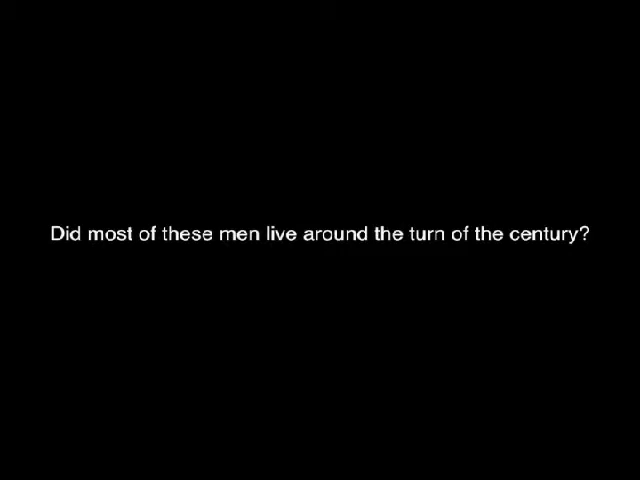 Did most of these men live around the turn of the century?